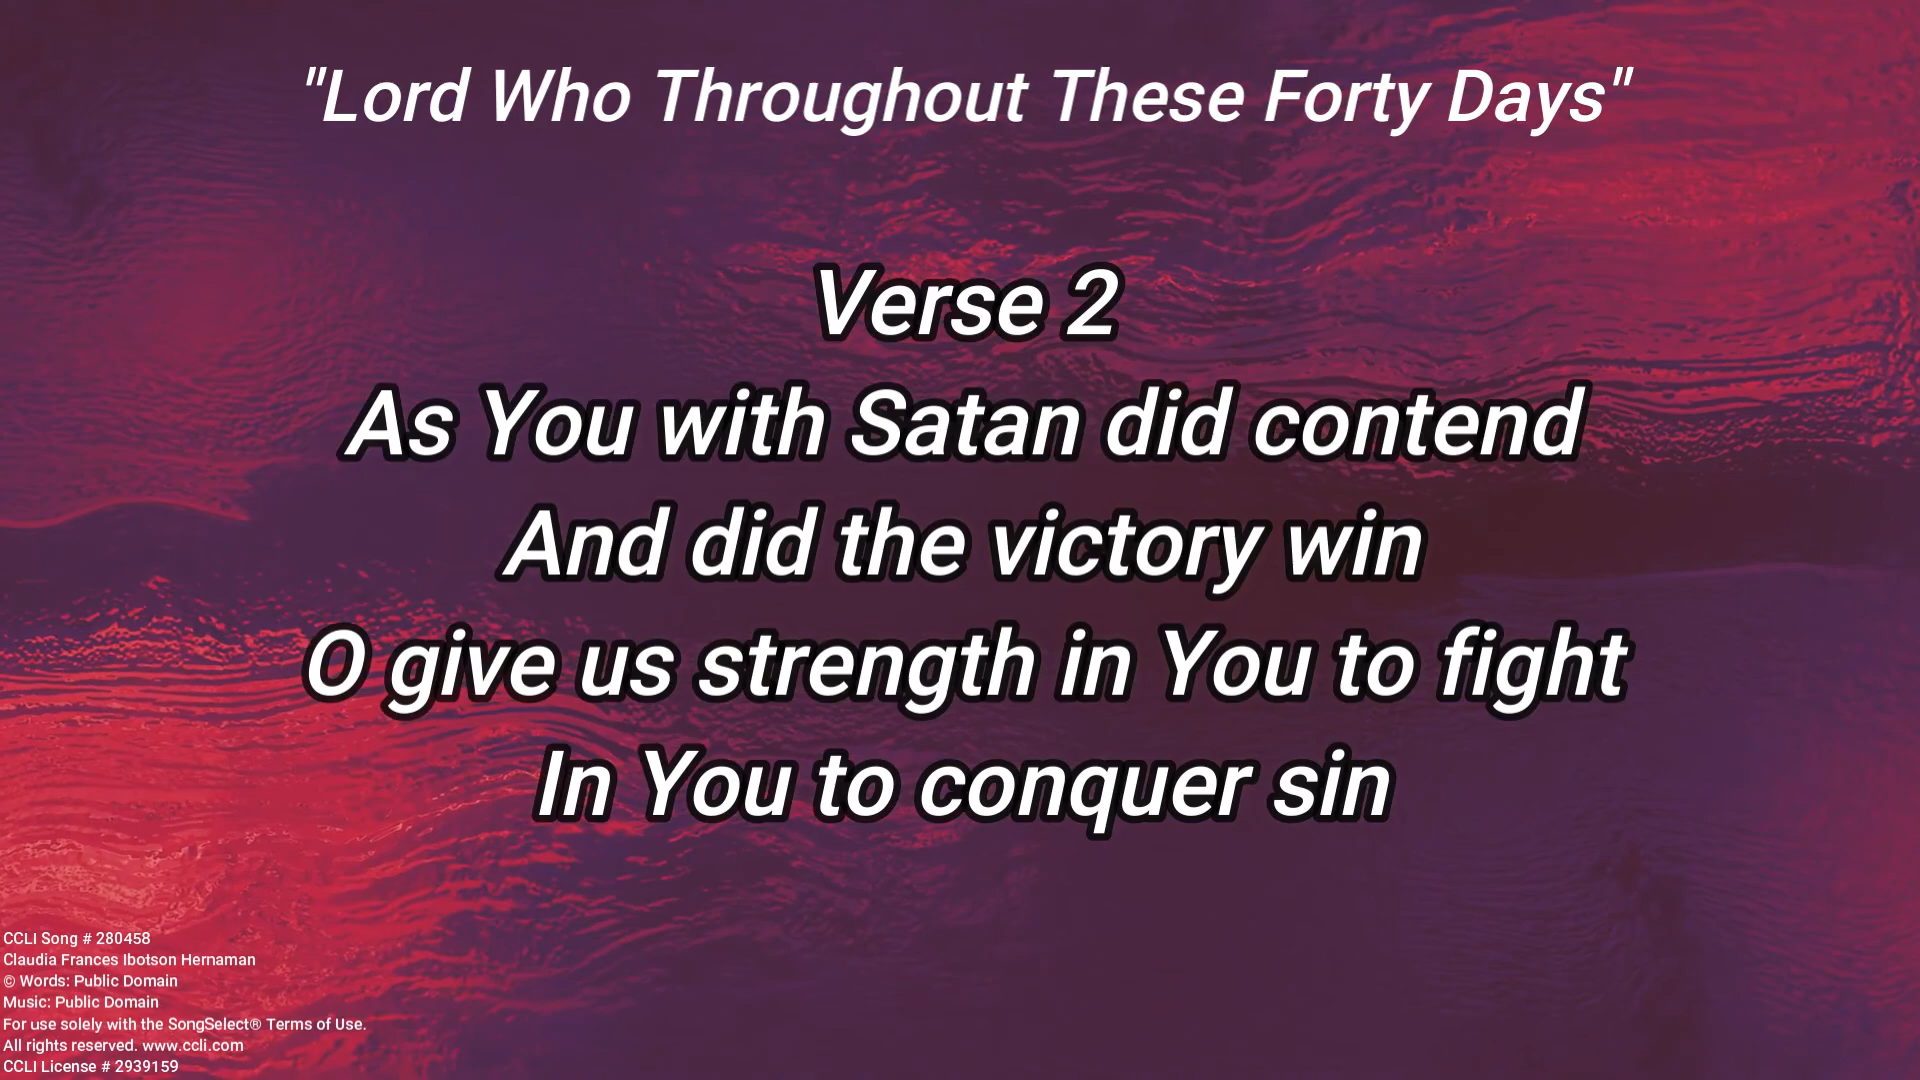 "Lord Who Throughout These Forty Days"
Verse 2
As You with Satan did contend
And did the victory win
O give us strength in You to fight
In You to conquer sin
CCLI Song # 280458
Claudia Frances Ibotson Hernaman
© Words: Public Domain
Music: Public Domain
For use solely with the SongSelect® Terms of Use.
All rights reserved. www.ccli.com
CCLI License # 2939159